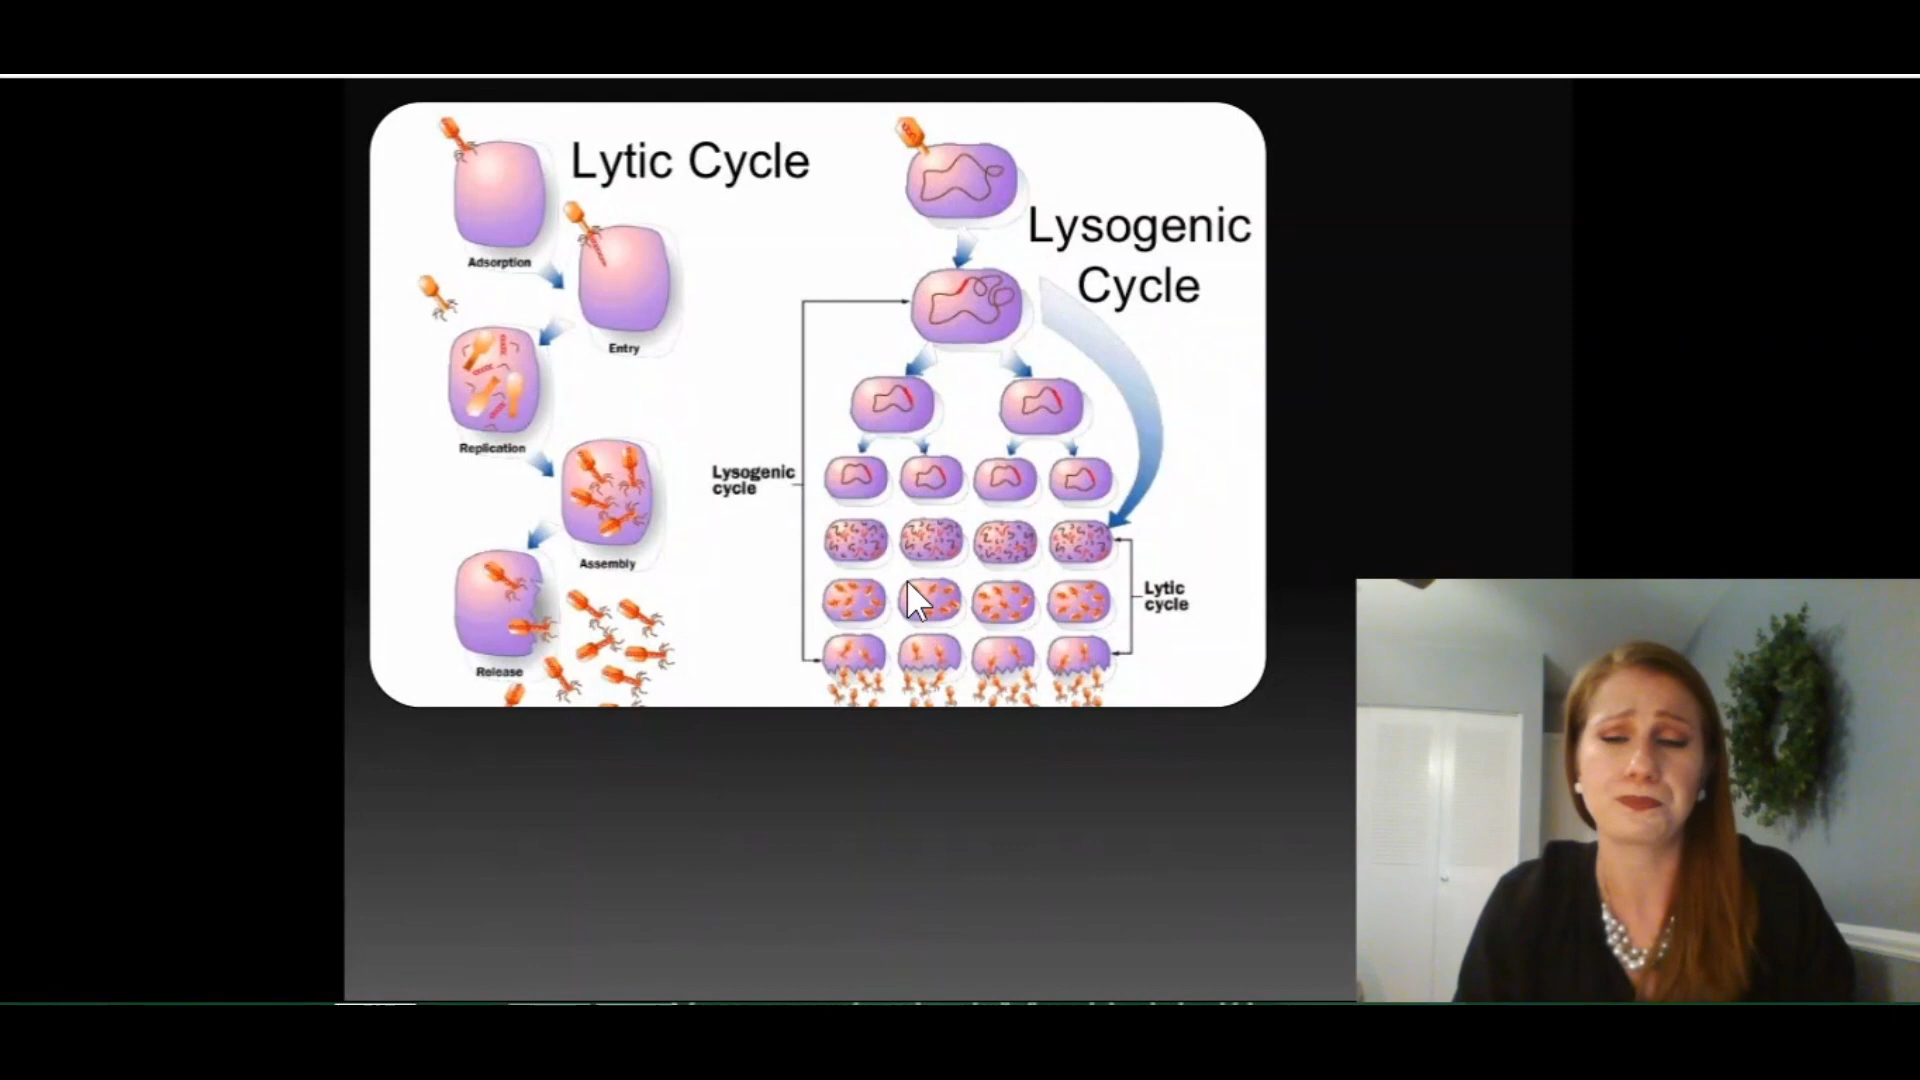 Lytic Cycle
Lysogenic
Cycle
Adsorption
Entry
Replication
Lysogenic
cycle
Assembly
Lytic
cycle
Release